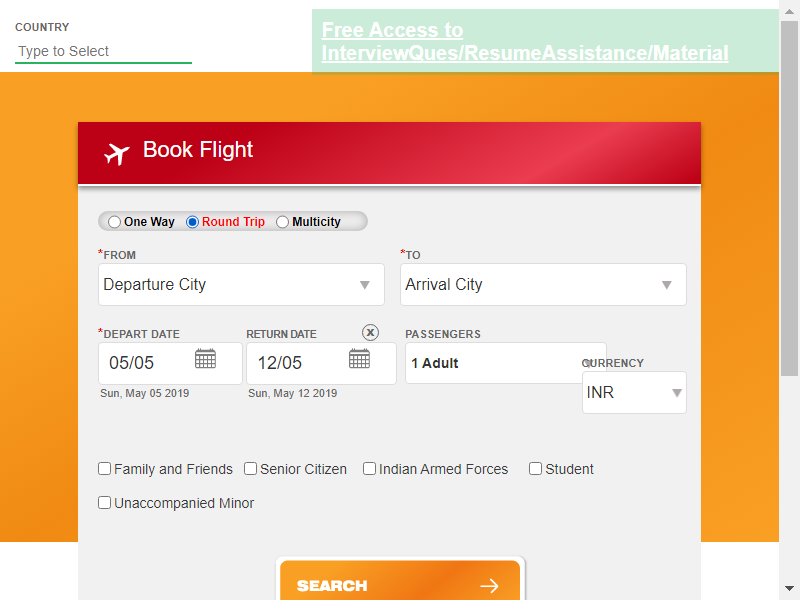 COUNTRY
Type to Select
Free Access to
InterviewQues/ResumeAssistance/Material
Book Flight
One Way Round Trip Multicity
*FROM *TO
Departure City Arrival City
*DEPART DATE RETURN DATE PASSENGERS
05/05 12/05 1 Adult
CURRENCY
INR
Sun, May 05 2019 Sun, May 12 2019
Family and Friends Senior Citizen Indian Armed Forces Student
Unaccompanied Minor
SEARCH